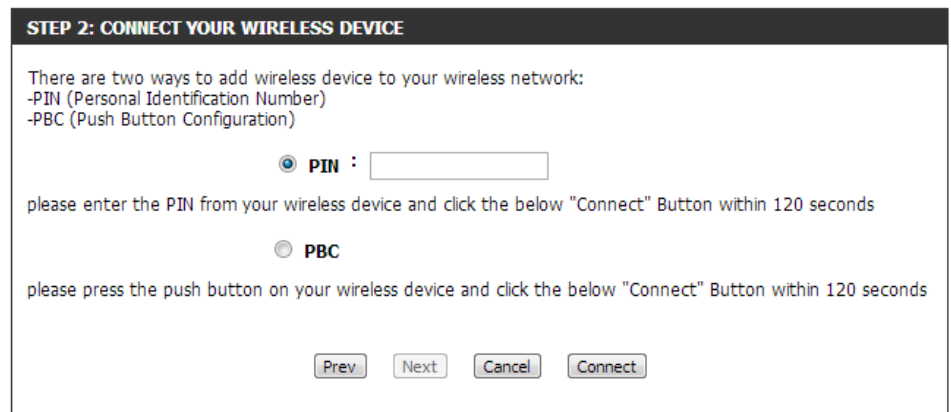 STEP 2: CONNECT YOUR WIRELESS DEVICE
There are two ways to add wireless device to your wireless network:
-PIN (Personal Identification Number)
-PBC (Push Button Configuration)
PIN :
please enter the PIN from your wireless device and click the below "Connect" Button within 120 seconds
PBC
please press the push button on your wireless device and click the below "Connect" Button within 120 seconds
Prev Next Cancel Connect